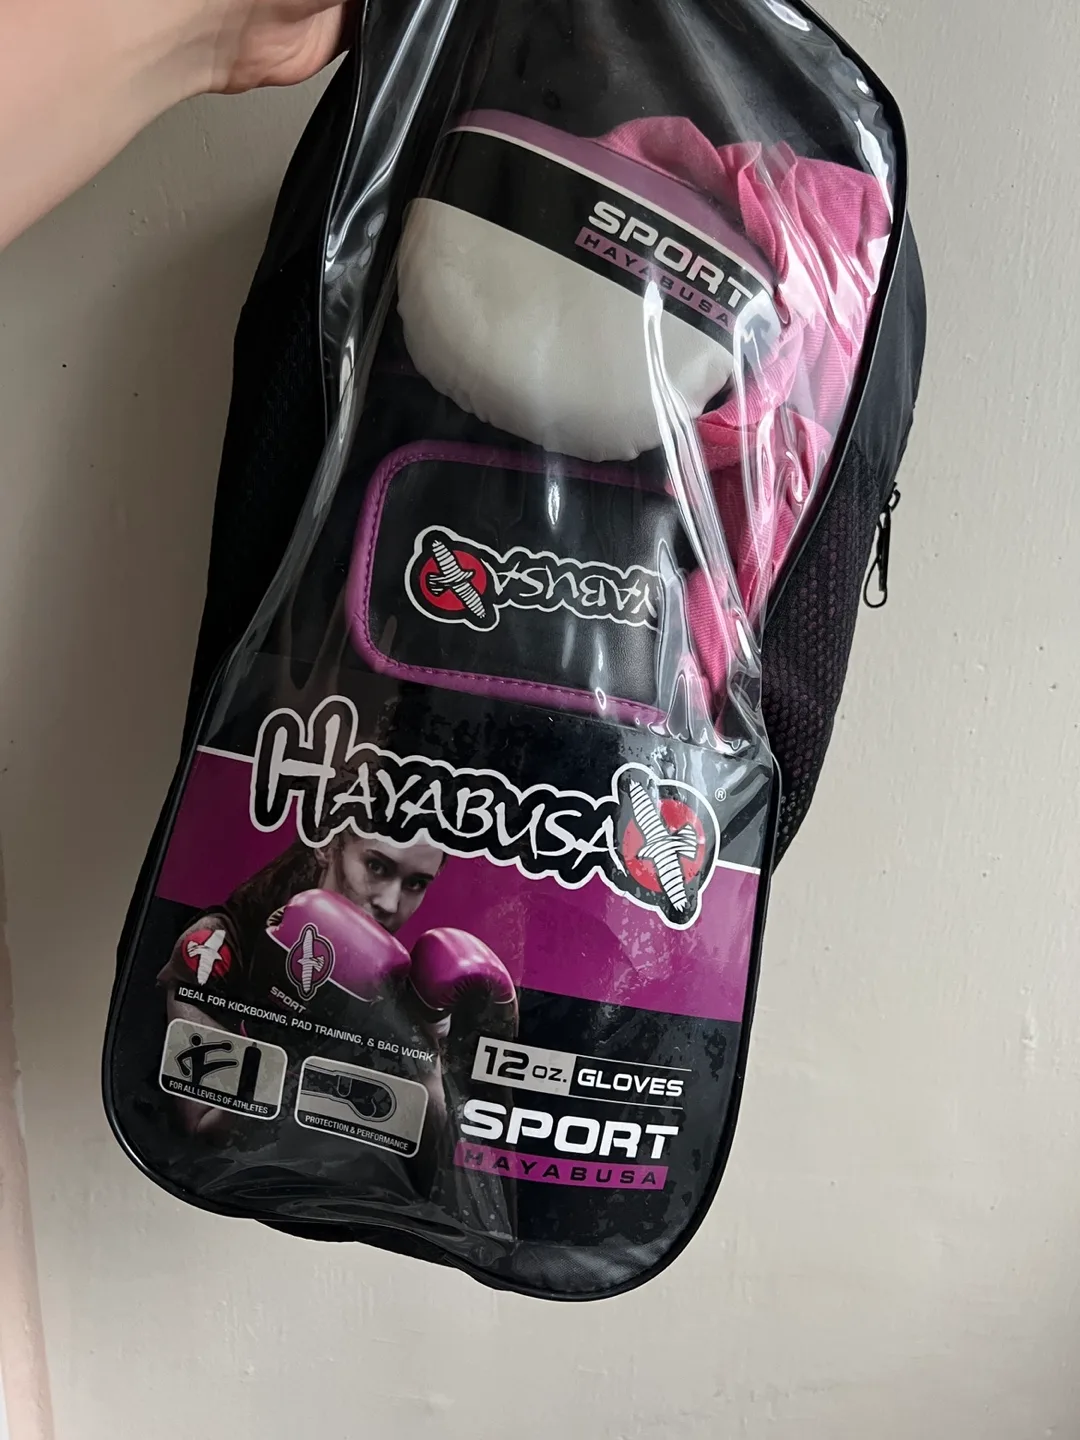 SPORT
HAYABUSA
YABUSA
HAYABUSA
®
SPORT
IDEAL FOR KICKBOXING, PAD TRAINING, & BAG WORK
FOR ALL LEVELS OF ATHLETES
PROTECTION & PERFORMANCE
12 OZ. GLOVES
SPORT
HAYABUSA